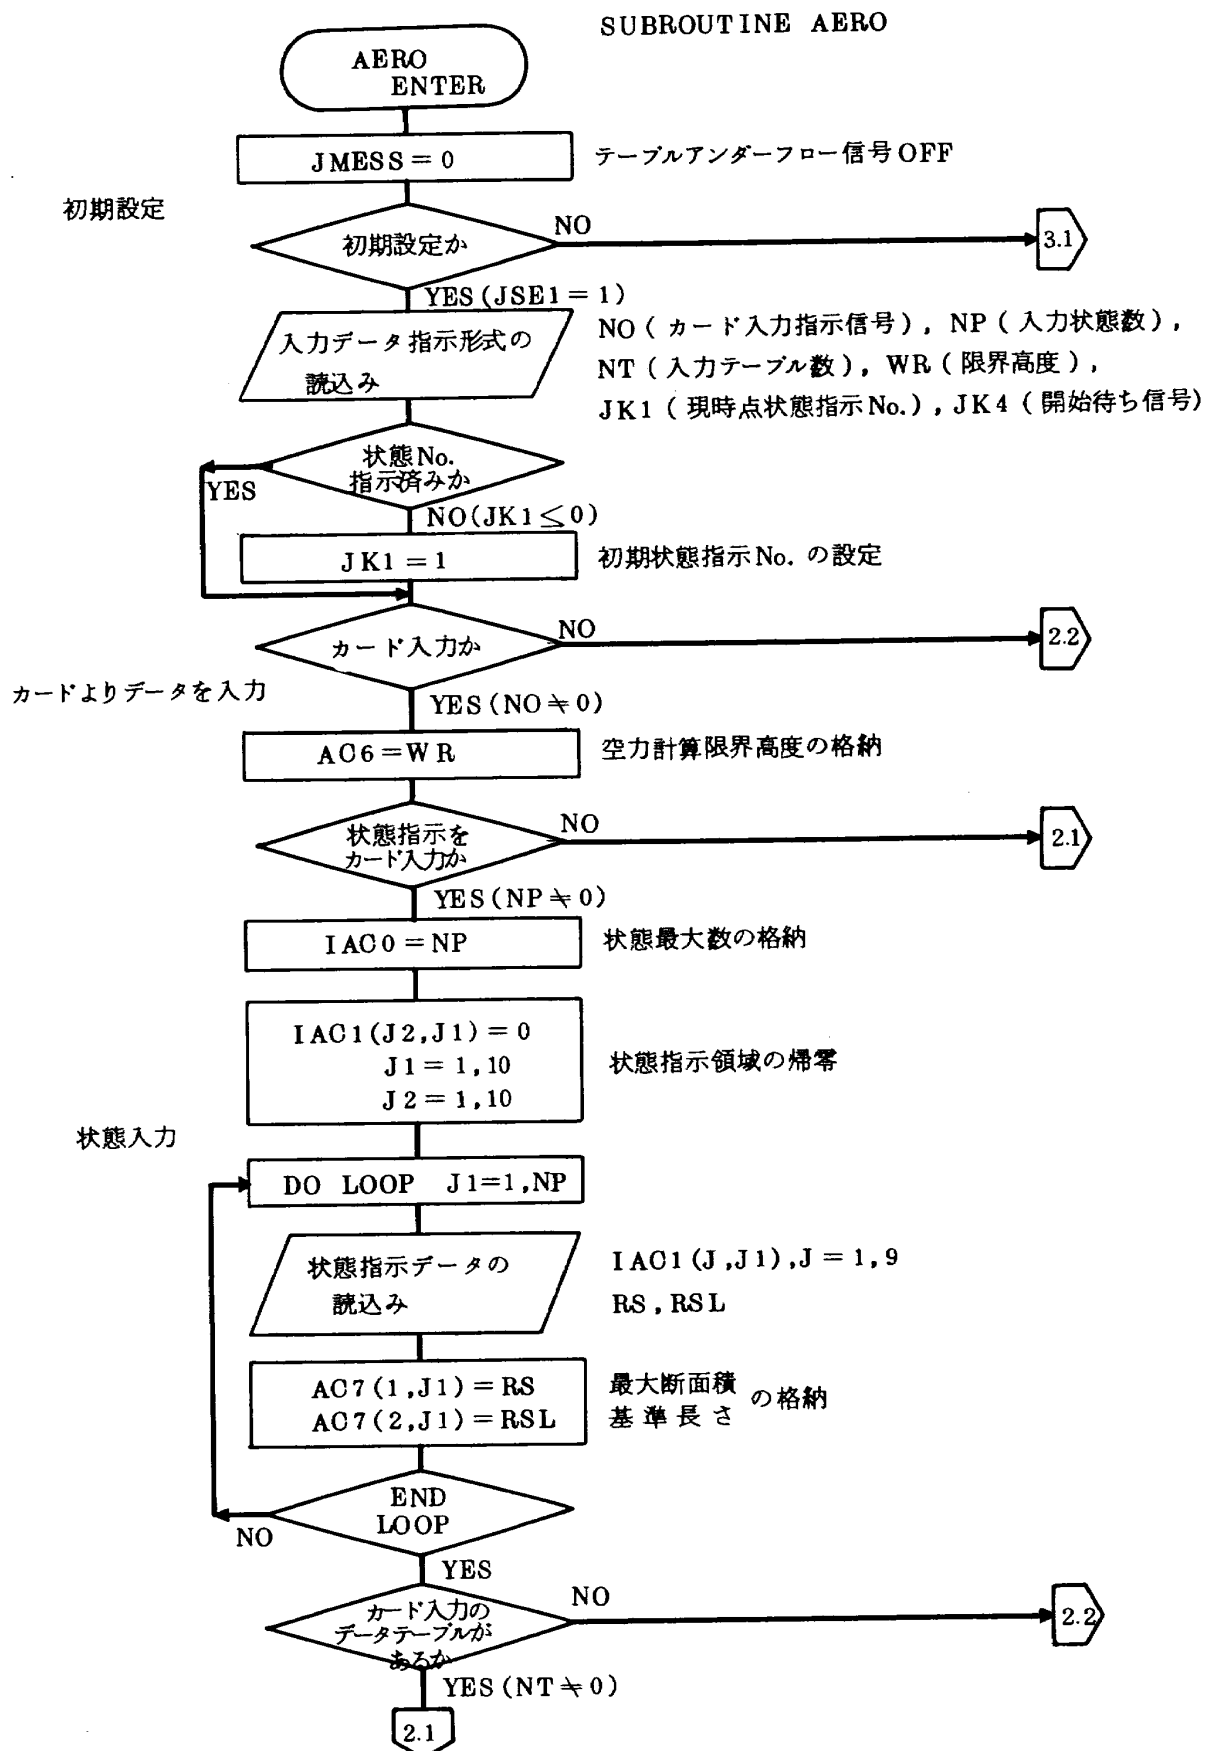 SUBROUTINE AERO
AERO
ENTER
JMESS = 0
テーブルアンダーフロー信号OFF
初期設定
初期設定か
NO
3.1
YES (JSE1 = 1)
入力データ指示形式の
読込み
NO ( カード入力指示信号 ) , NP ( 入力状態数 ) ,
NT ( 入力テーブル数 ) , WR ( 限界高度 ) ,
JK1 ( 現時点状態指示No. ) , JK4 ( 開始待ち信号)
状態No.
指示済みか
YES
NO(JK1≦0)
JK1 = 1
初期状態指示No. の設定
カード入力か
NO
2.2
カードよりデータを入力
YES (NO ≠ 0)
AC6 = WR
空力計算限界高度の格納
状態指示を
カード入力か
NO
2.1
YES (NP ≠ 0)
IAC0 = NP
状態最大数の格納
IAC1(J2,J1) = 0
J1 = 1,10
J2 = 1,10
状態指示領域の帰零
状態入力
DO LOOP J1=1,NP
状態指示データの
読込み
IAC1(J,J1),J = 1,9
RS , RSL
AC7(1,J1) = RS
AC7(2,J1) = RSL
最大断面積
基準長さ
の格納
END
LOOP
NO
YES
カード入力の
データテーブルが
あるか
NO
2.2
YES (NT ≠ 0)
2.1